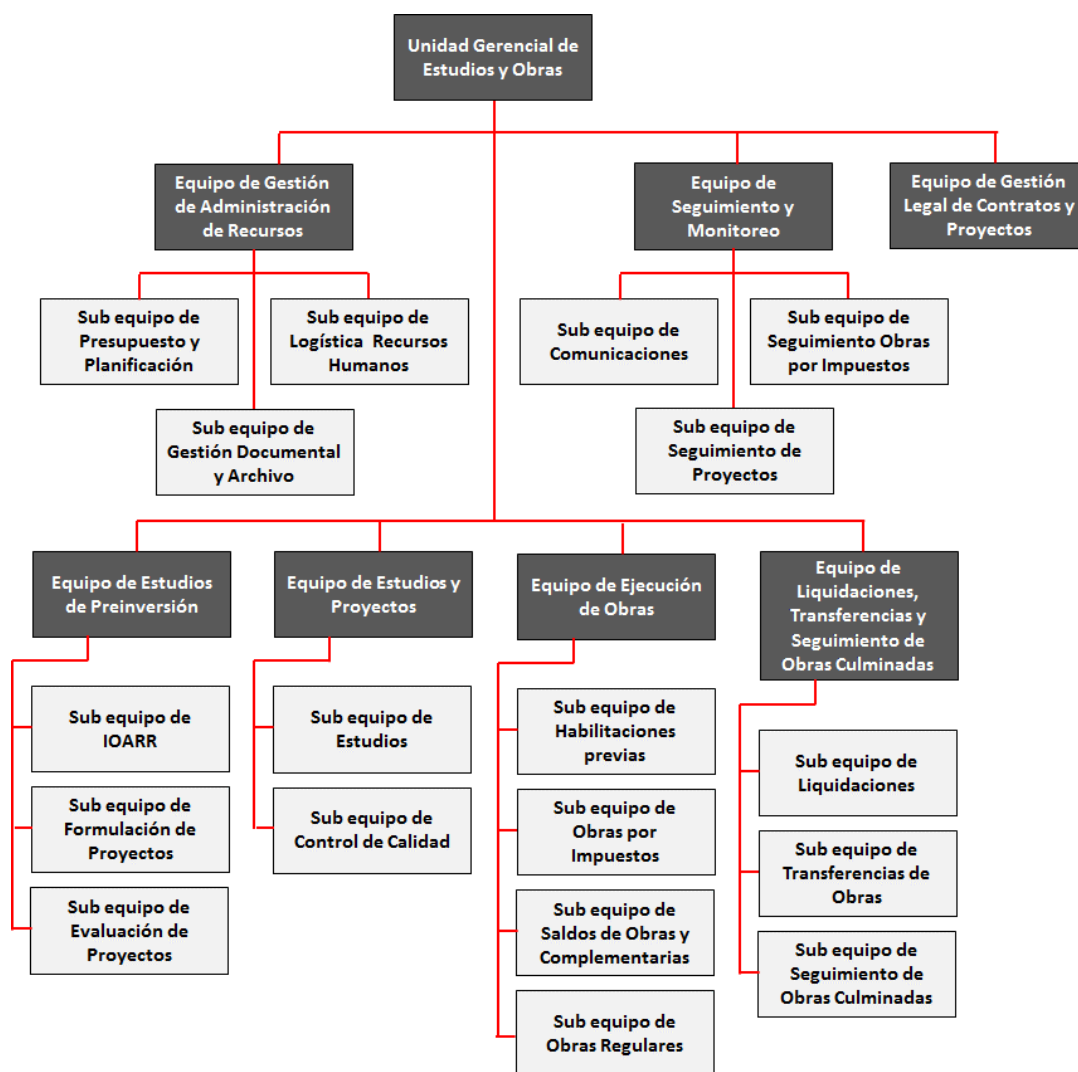 Unidad Gerencial de
Estudios y Obras
Equipo de Gestión
de Administración
de Recursos
Equipo de
Seguimiento y
Monitoreo
Equipo de Gestión
Legal de Contratos y
Proyectos
Sub equipo de
Presupuesto y
Planificación
Sub equipo de
Logística Recursos
Humanos
Sub equipo de
Gestión Documental
y Archivo
Sub equipo de
Comunicaciones
Sub equipo de
Seguimiento Obras
por Impuestos
Sub equipo de
Seguimiento de
Proyectos
Equipo de Estudios
de Preinversión
Equipo de Estudios y
Proyectos
Equipo de Ejecución
de Obras
Equipo de
Liquidaciones,
Transferencias y
Seguimiento de
Obras Culminadas
Sub equipo de
IOARR
Sub equipo de
Formulación de
Proyectos
Sub equipo de
Evaluación de
Proyectos
Sub equipo de
Estudios
Sub equipo de
Control de Calidad
Sub equipo de
Habilitaciones
previas
Sub equipo de
Obras por
Impuestos
Sub equipo de
Saldos de Obras y
Complementarias
Sub equipo de
Obras Regulares
Sub equipo de
Liquidaciones
Sub equipo de
Transferencias de
Obras
Sub equipo de
Seguimiento de
Obras Culminadas